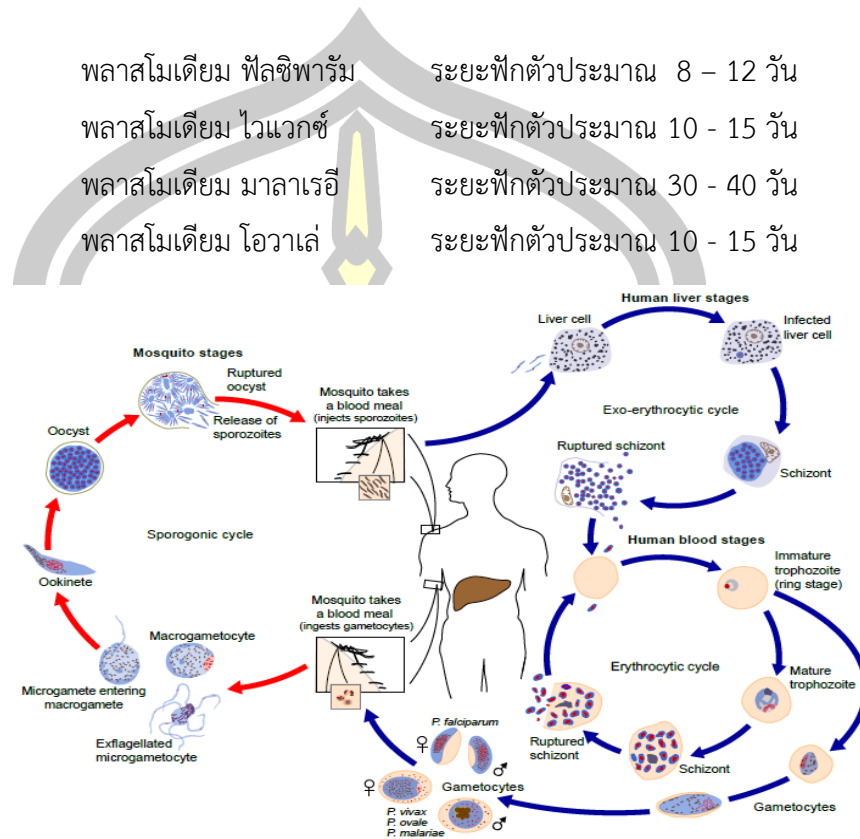 พลาสโมเดียม ฟัลซิพารัม ระยะฟักตัวประมาณ 8 – 12 วัน
พลาสโมเดียม ไวแวกซ์ ระยะฟักตัวประมาณ 10 - 15 วัน
พลาสโมเดียม มาลาเรอี ระยะฟักตัวประมาณ 30 - 40 วัน
พลาสโมเดียม โอวาเล่ ระยะฟักตัวประมาณ 10 - 15 วัน
Human liver stages
Liver cell
Infected
liver cell
Mosquito stages
Ruptured
oocyst
Release of
sporozoites
Oocyst
Mosquito takes
a blood meal
(injects sporozoites)
Exo-erythrocytic cycle
Ruptured schizont
Schizont
Sporogonic cycle
Human blood stages
Immature
trophozoite
(ring stage)
Ookinete
Mosquito takes
a blood meal
(ingests gametocytes)
Macrogametocyte
Microgamete entering
macrogamete
Exflagellated
microgametocyte
Erythrocytic cycle
Mature
trophozoite
Ruptured
schizont
Schizont
P. falciparum
♀
♂
Gametocytes
♀
♂
P. vivax
P. ovale
P. malariae
Gametocytes